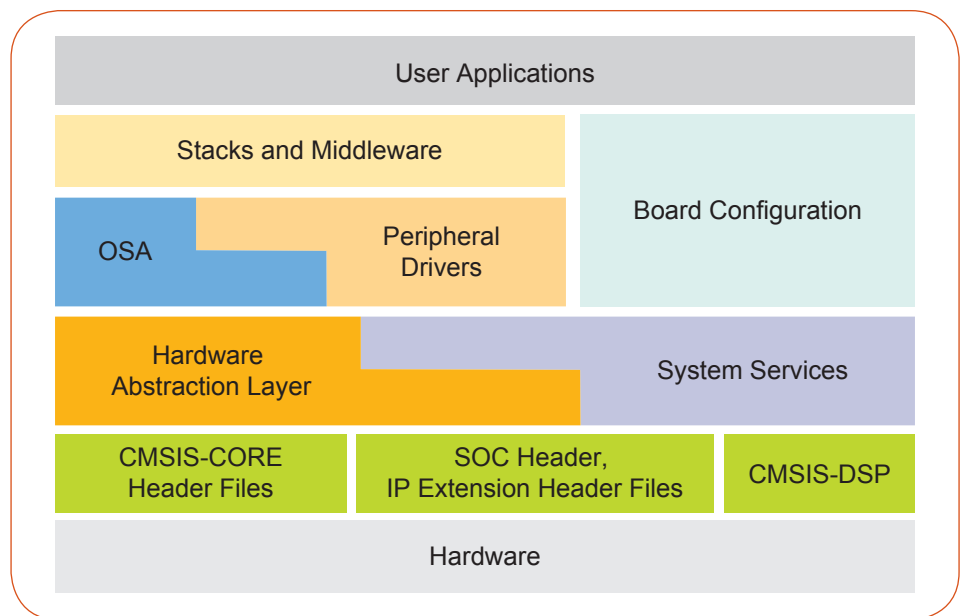 User Applications
Stacks and Middleware
Board Configuration
OSA
Peripheral
Drivers
Hardware
Abstraction Layer
System Services
CMSIS-CORE
Header Files
SOC Header,
IP Extension Header Files
CMSIS-DSP
Hardware